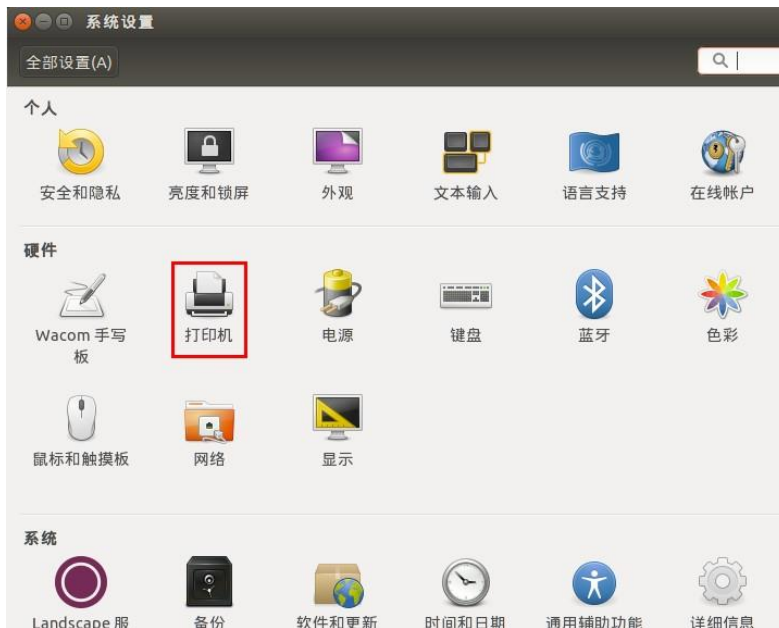 系统设置
全部设置(A)
个人
安全和隐私
亮度和锁屏
外观
文本输入
语言支持
在线帐户
硬件
Wacom 手写
板
打印机
电源
键盘
蓝牙
色彩
鼠标和触摸板
网络
显示
系统
Landscape 服
备份
软件和更新
时间和日期
通用辅助功能
详细信息